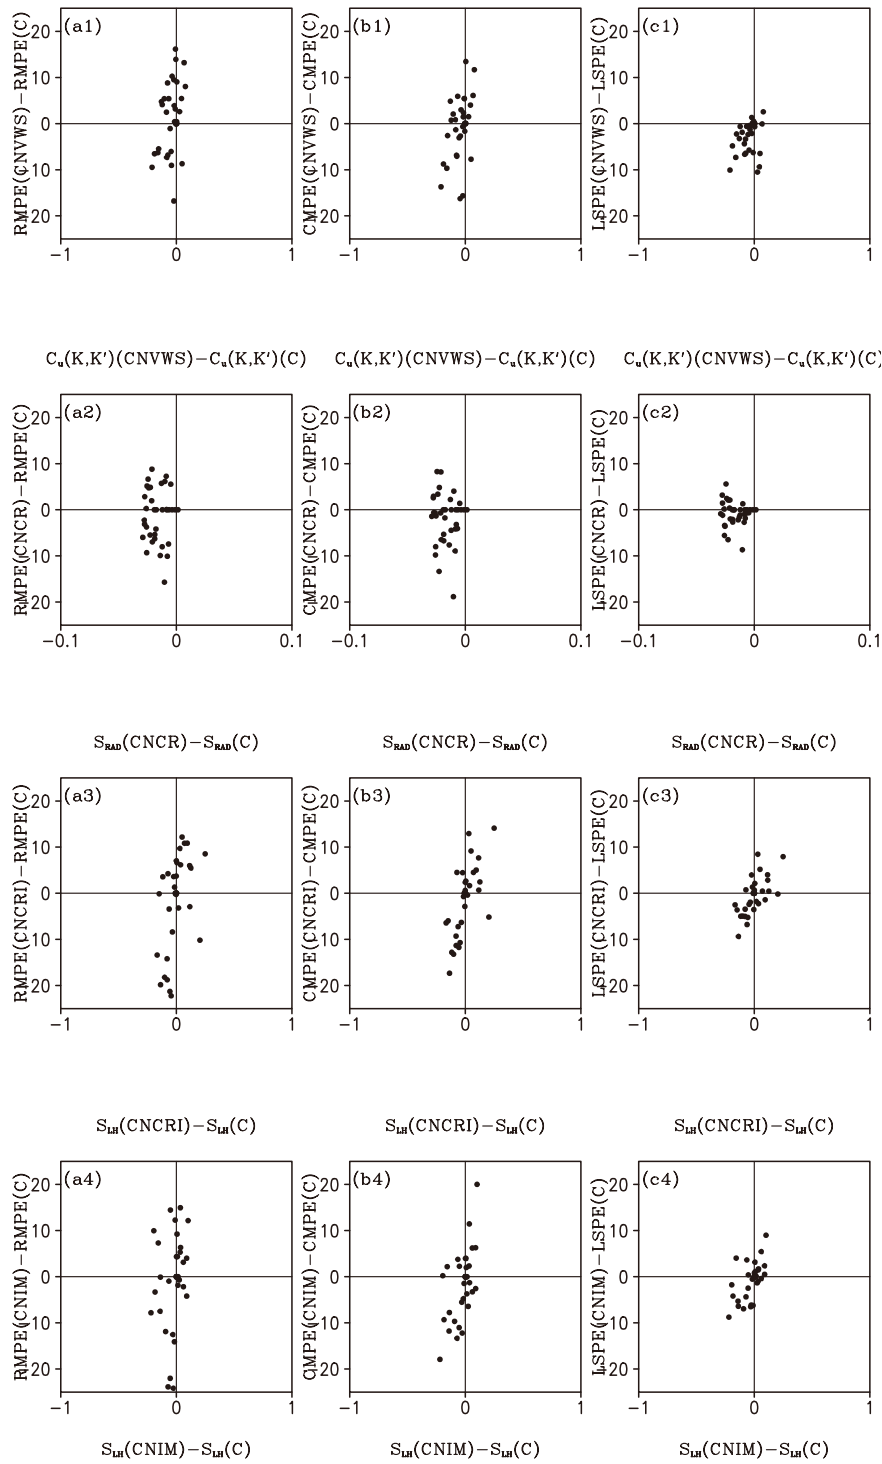 (a1) (b1) (c1)
RMPE(CNVWS)−RMPE(C) CMPE(CNVWS)−CMPE(C) LSPE(CNVWS)−LSPE(C)
20 20 20
10 10 10
0 0 0
10 10 10
20 20 20
−1 0 1 −1 0 1 −1 0 1
Cu(K,K')(CNVWS)−Cu(K,K')(C) Cu(K,K')(CNVWS)−Cu(K,K')(C) Cu(K,K')(CNVWS)−Cu(K,K')(C)
(a2) (b2) (c2)
RMPE(CNCR)−RMPE(C) CMPE(CNCR)−CMPE(C) LSPE(CNCR)−LSPE(C)
20 20 20
10 10 10
0 0 0
10 10 10
20 20 20
−0.1 0 0.1 −0.1 0 0.1 −0.1 0 0.1
SRAD(CNCR)−SRAD(C) SRAD(CNCR)−SRAD(C) SRAD(CNCR)−SRAD(C)
(a3) (b3) (c3)
RMPE(CNCRI)−RMPE(C) CMPE(CNCRI)−CMPE(C) LSPE(CNCRI)−LSPE(C)
20 20 20
10 10 10
0 0 0
10 10 10
20 20 20
−1 0 1 −1 0 1 −1 0 1
SLH(CNCRI)−SLH(C) SLH(CNCRI)−SLH(C) SLH(CNCRI)−SLH(C)
(a4) (b4) (c4)
RMPE(CNIM)−RMPE(C) CMPE(CNIM)−CMPE(C) LSPE(CNIM)−LSPE(C)
20 20 20
10 10 10
0 0 0
10 10 10
20 20 20
−1 0 1 −1 0 1 −1 0 1
SLH(CNIM)−SLH(C) SLH(CNIM)−SLH(C) SLH(CNIM)−SLH(C)